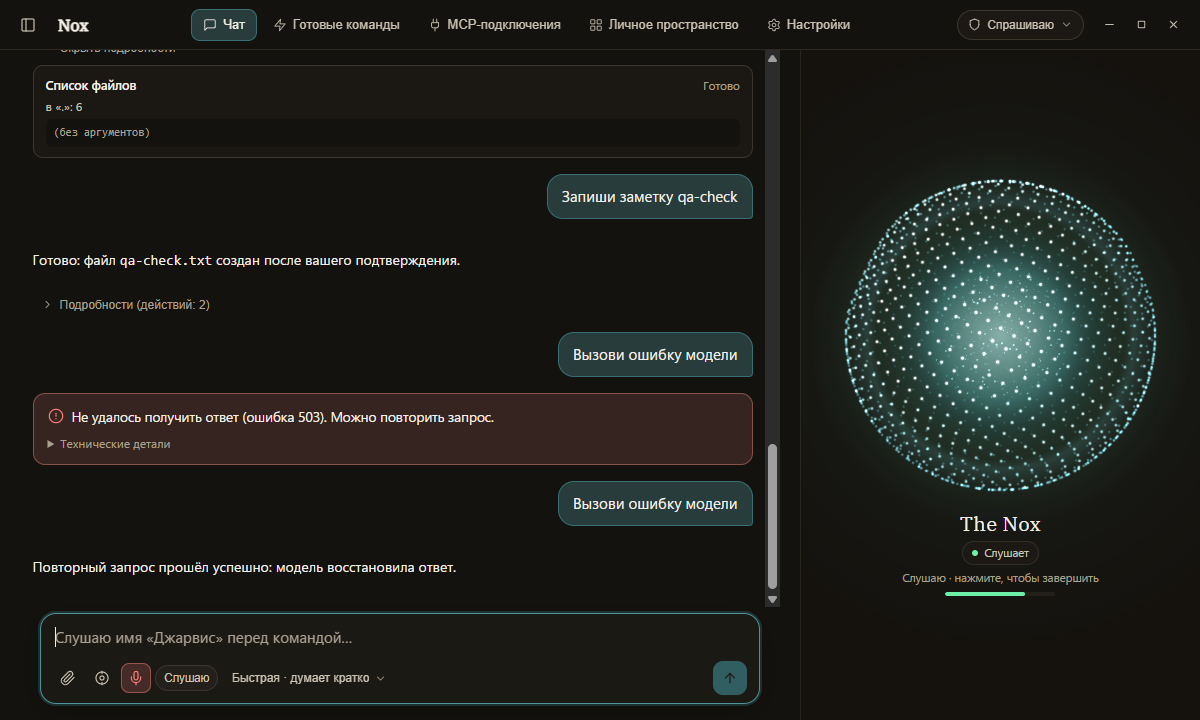 Nox
Чат
Готовые команды
MCP-подключения
Личное пространство
Настройки
Спрашиваю
Скрыть подробности
Список файлов
Готово
в «.»: 6
(без аргументов)
Запиши заметку qa-check
Готово: файл qa-check.txt создан после вашего подтверждения.
Подробности (действий: 2)
Вызови ошибку модели
Не удалось получить ответ (ошибка 503). Можно повторить запрос.
Технические детали
Вызови ошибку модели
Повторный запрос прошёл успешно: модель восстановила ответ.
Слушаю имя «Джарвис» перед командой...
Слушаю
Быстрая · думает кратко
The Nox
Слушает
Слушаю · нажмите, чтобы завершить